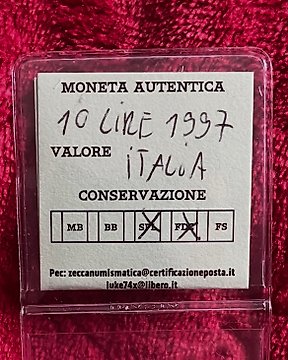 MONETA AUTENTICA
10 LIRE 1997
VALORE
ITALIA
CONSERVAZIONE
MB BB SPL FDC FS
Pec: zeccanumismatica@certificazioneposta.it
luke74x@libero.it